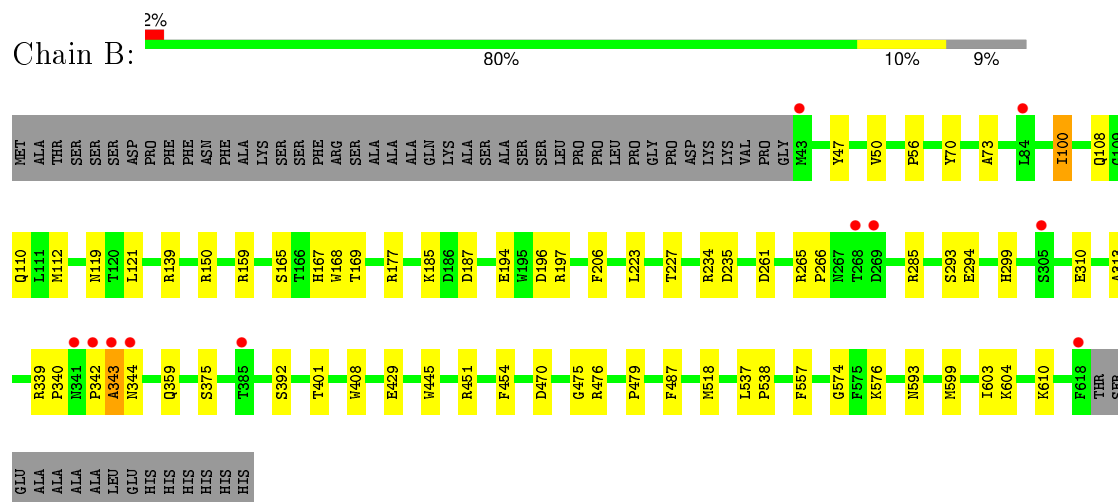 2%
Chain B:
80% 10% 9%
MET ALA THR SER SER SER ASP PRO PHE PHE ASN PHE ALA LYS SER SER PHE ARG SER ALA ALA ALA GLN LYS ALA SER ALA SER SER LEU PRO PRO LEU PRO GLY PRO ASP LYS LYS VAL PRO GLY M43 Y47 V50 P56 Y70 A73 L84 I100 Q108 G109
Q110 L111 M112 N119 T120 L121 R139 R150 R159 S165 T166 H167 W168 T169 R177 K185 D186 D187 E194 W195 D196 R197 F206 L223 T227 R234 D235 D261 R265 P266 N267 T268 D269 R285 S293 E294 H299 S305 E310 A313
R339 P340 N341 P342 A343 N344 Q359 S375 T385 S392 T401 W408 E429 W445 R451 F454 D470 G475 R476 P479 F487 M518 L537 P538 F557 G574 F575 K576 N593 M599 I603 K604 K610 F618 THR SER
GLU ALA ALA ALA ALA LEU GLU HIS HIS HIS HIS HIS HIS